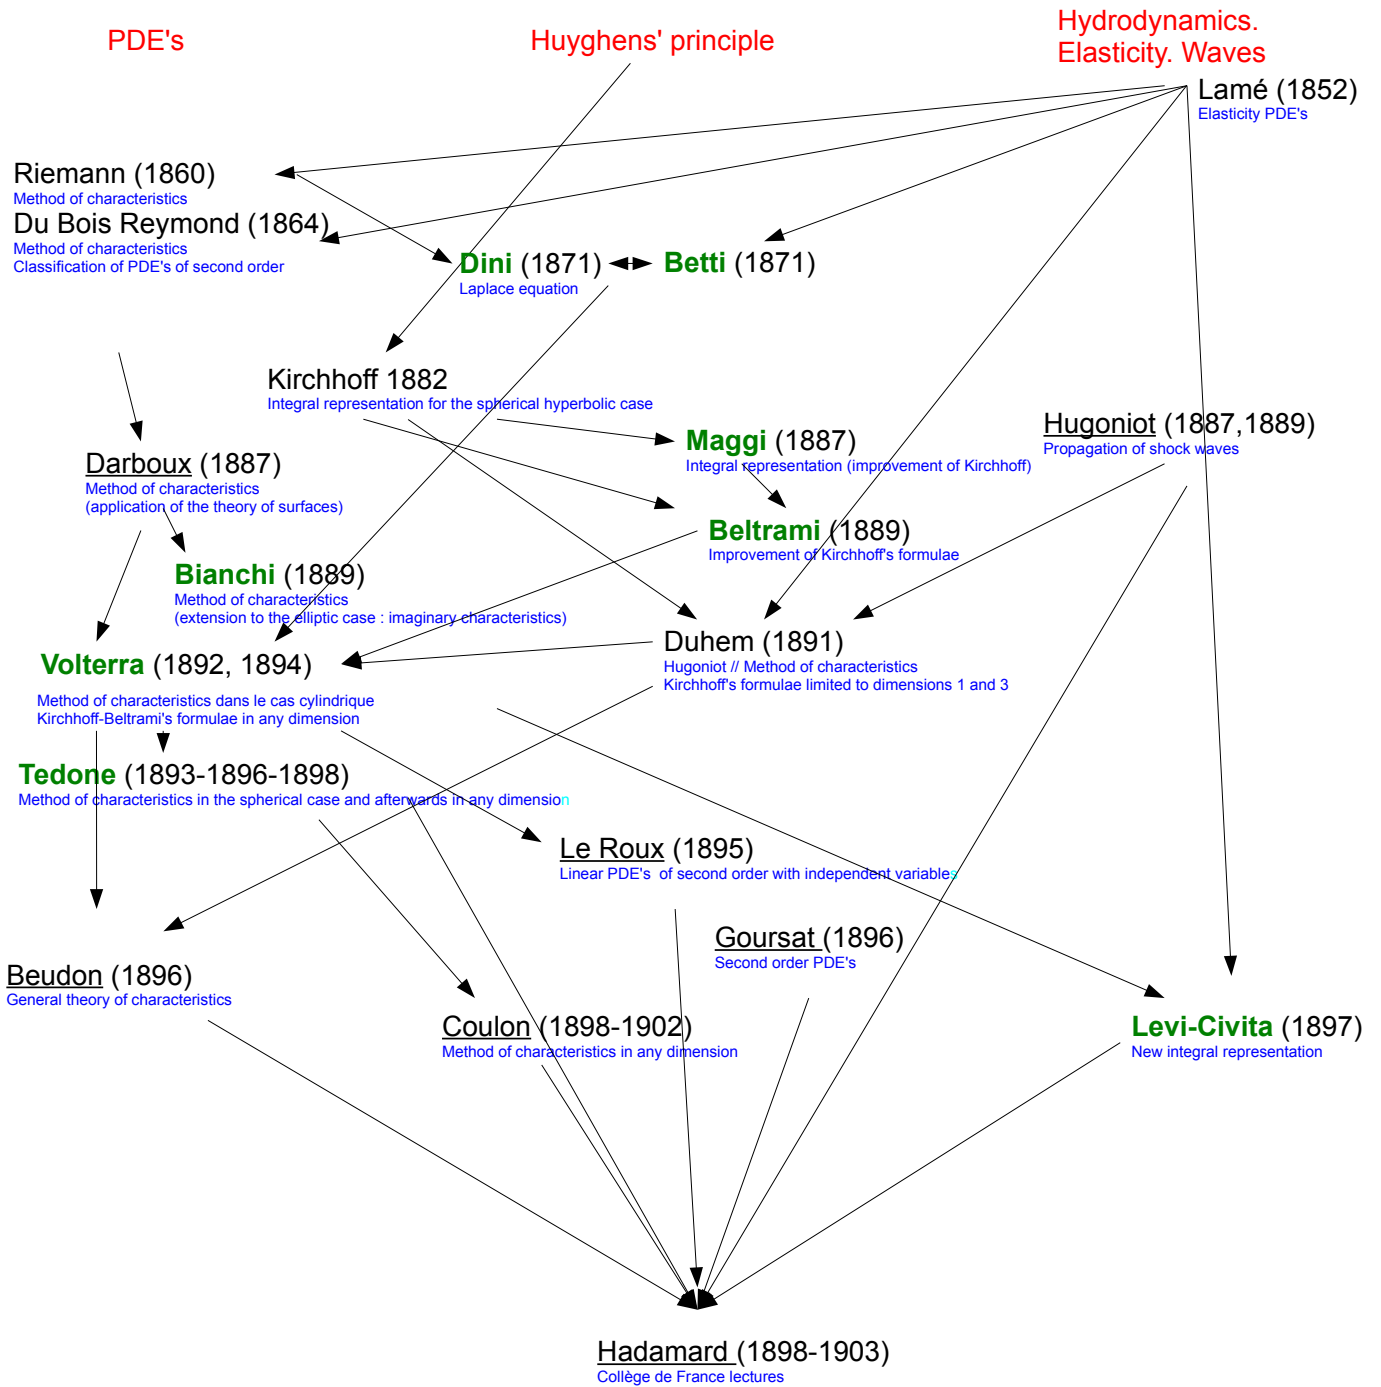 PDE's
Huyghens' principle
Hydrodynamics.
Elasticity. Waves
Lamé (1852)
Elasticity PDE's
Riemann (1860)
Method of characteristics
Du Bois Reymond (1864)
Method of characteristics
Classification of PDE's of second order
Dini (1871)
Laplace equation
Betti (1871)
Kirchhoff 1882
Integral representation for the spherical hyperbolic case
Maggi (1887)
Integral representation (improvement of Kirchhoff)
Hugoniot (1887,1889)
Propagation of shock waves
Darboux (1887)
Method of characteristics
(application of the theory of surfaces)
Beltrami (1889)
Improvement of Kirchhoff's formulae
Bianchi (1889)
Method of characteristics
(extension to the elliptic case : imaginary characteristics)
Volterra (1892, 1894)
Method of characteristics dans le cas cylindrique
Kirchhoff-Beltrami's formulae in any dimension
Duhem (1891)
Hugoniot // Method of characteristics
Kirchhoff's formulae limited to dimensions 1 and 3
Tedone (1893-1896-1898)
Method of characteristics in the spherical case and afterwards in any dimension
Le Roux (1895)
Linear PDE's  of second order with independent variables
Goursat (1896)
Second order PDE's
Beudon (1896)
General theory of characteristics
Coulon (1898-1902)
Method of characteristics in any dimension
Levi-Civita (1897)
New integral representation
Hadamard (1898-1903)
Collège de France lectures